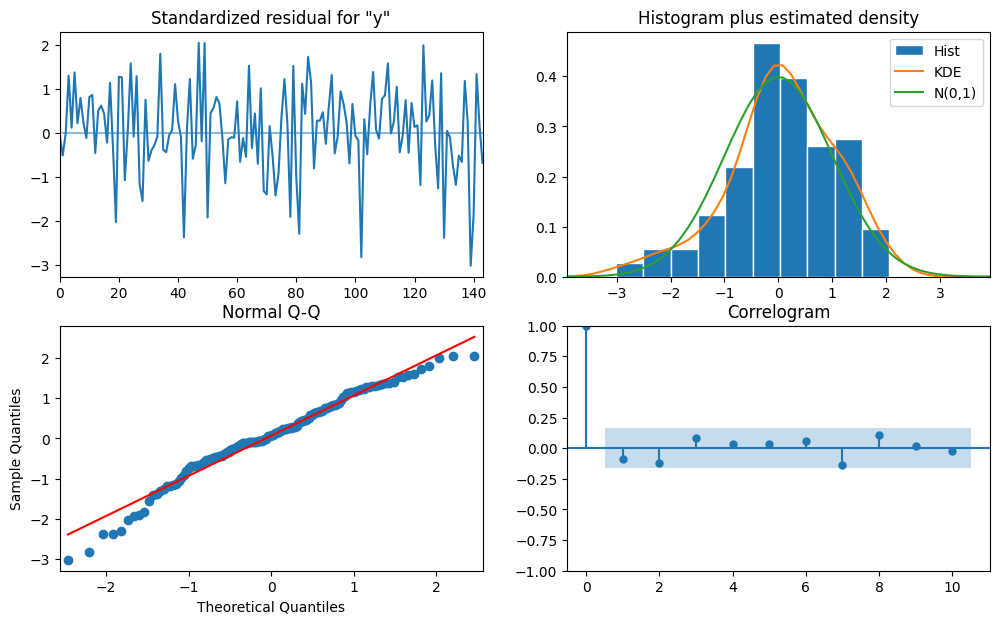 Standardized residual for "y"
2
1
0
−1
−2
−3
0 20 40 60 80 100 120 140
Histogram plus estimated density
Hist
KDE
N(0,1)
0.4
0.3
0.2
0.1
0.0
−3 −2 −1 0 1 2 3
Normal Q-Q
Sample Quantiles
2
1
0
−1
−2
−3
−2 −1 0 1 2
Theoretical Quantiles
Correlogram
1.00
0.75
0.50
0.25
0.00
−0.25
−0.50
−0.75
−1.00
0 2 4 6 8 10